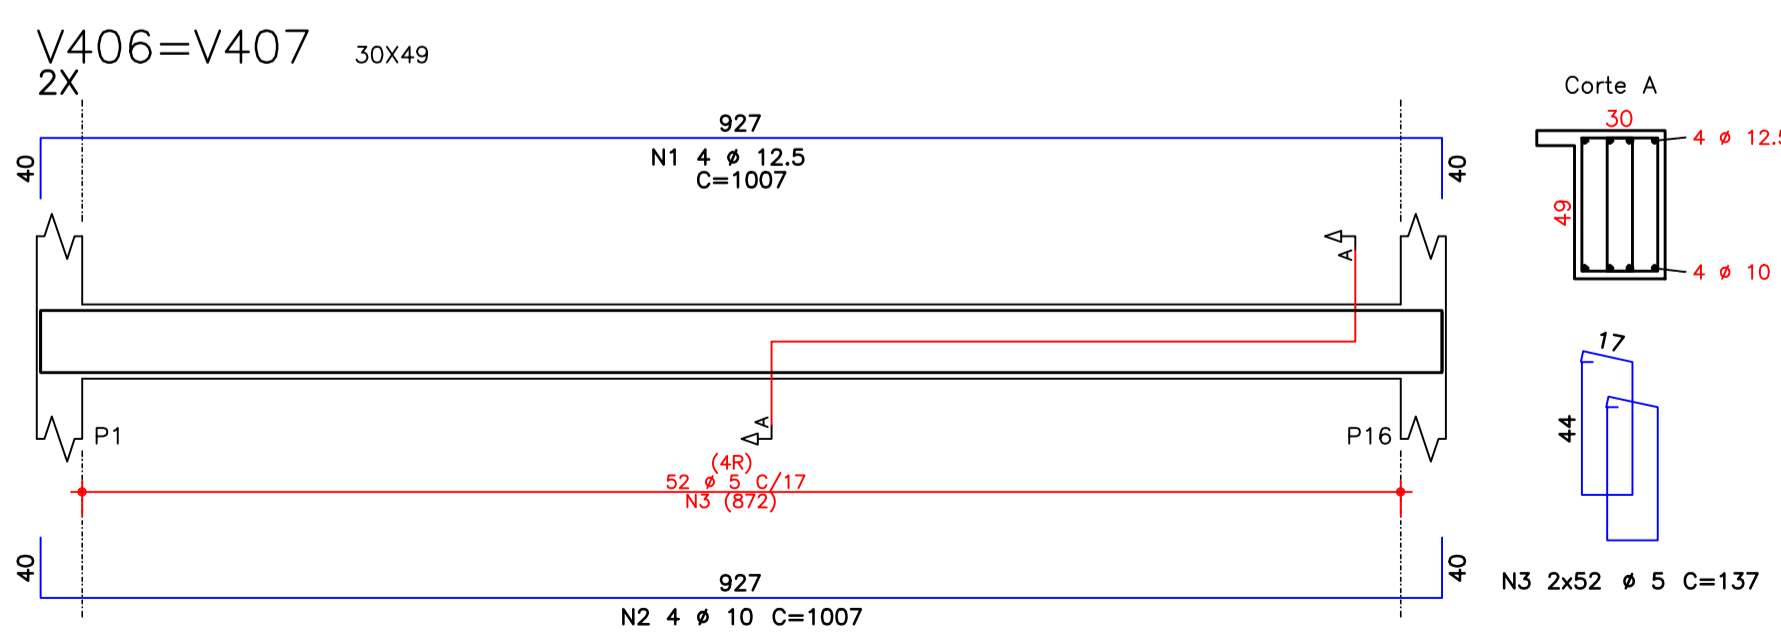 V406=V407 30X49
2X
927
40
N1 4 ø 12.5
C=1007
40
A
A
P1
P16
(4R)
52 ø 5 C/17
N3 (872)
40
927
40
N2 4 ø 10 C=1007
Corte A
30
4 ø 12.5
49
4 ø 10
17
44
N3 2x52 ø 5 C=137